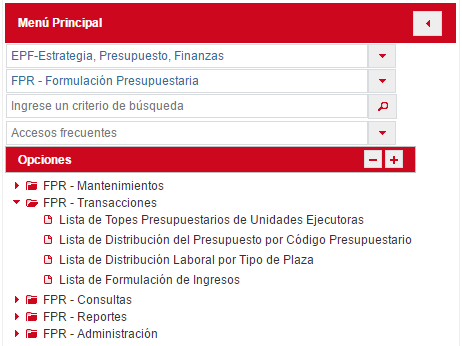 Menú Principal
EPF-Estrategia, Presupuesto, Finanzas
FPR - Formulación Presupuestaria
Ingrese un criterio de búsqueda
Accesos frecuentes
Opciones
FPR - Mantenimientos
FPR - Transacciones
Lista de Topes Presupuestarios de Unidades Ejecutoras
Lista de Distribución del Presupuesto por Código Presupuestario
Lista de Distribución Laboral por Tipo de Plaza
Lista de Formulación de Ingresos
FPR - Consultas
FPR - Reportes
FPR - Administración